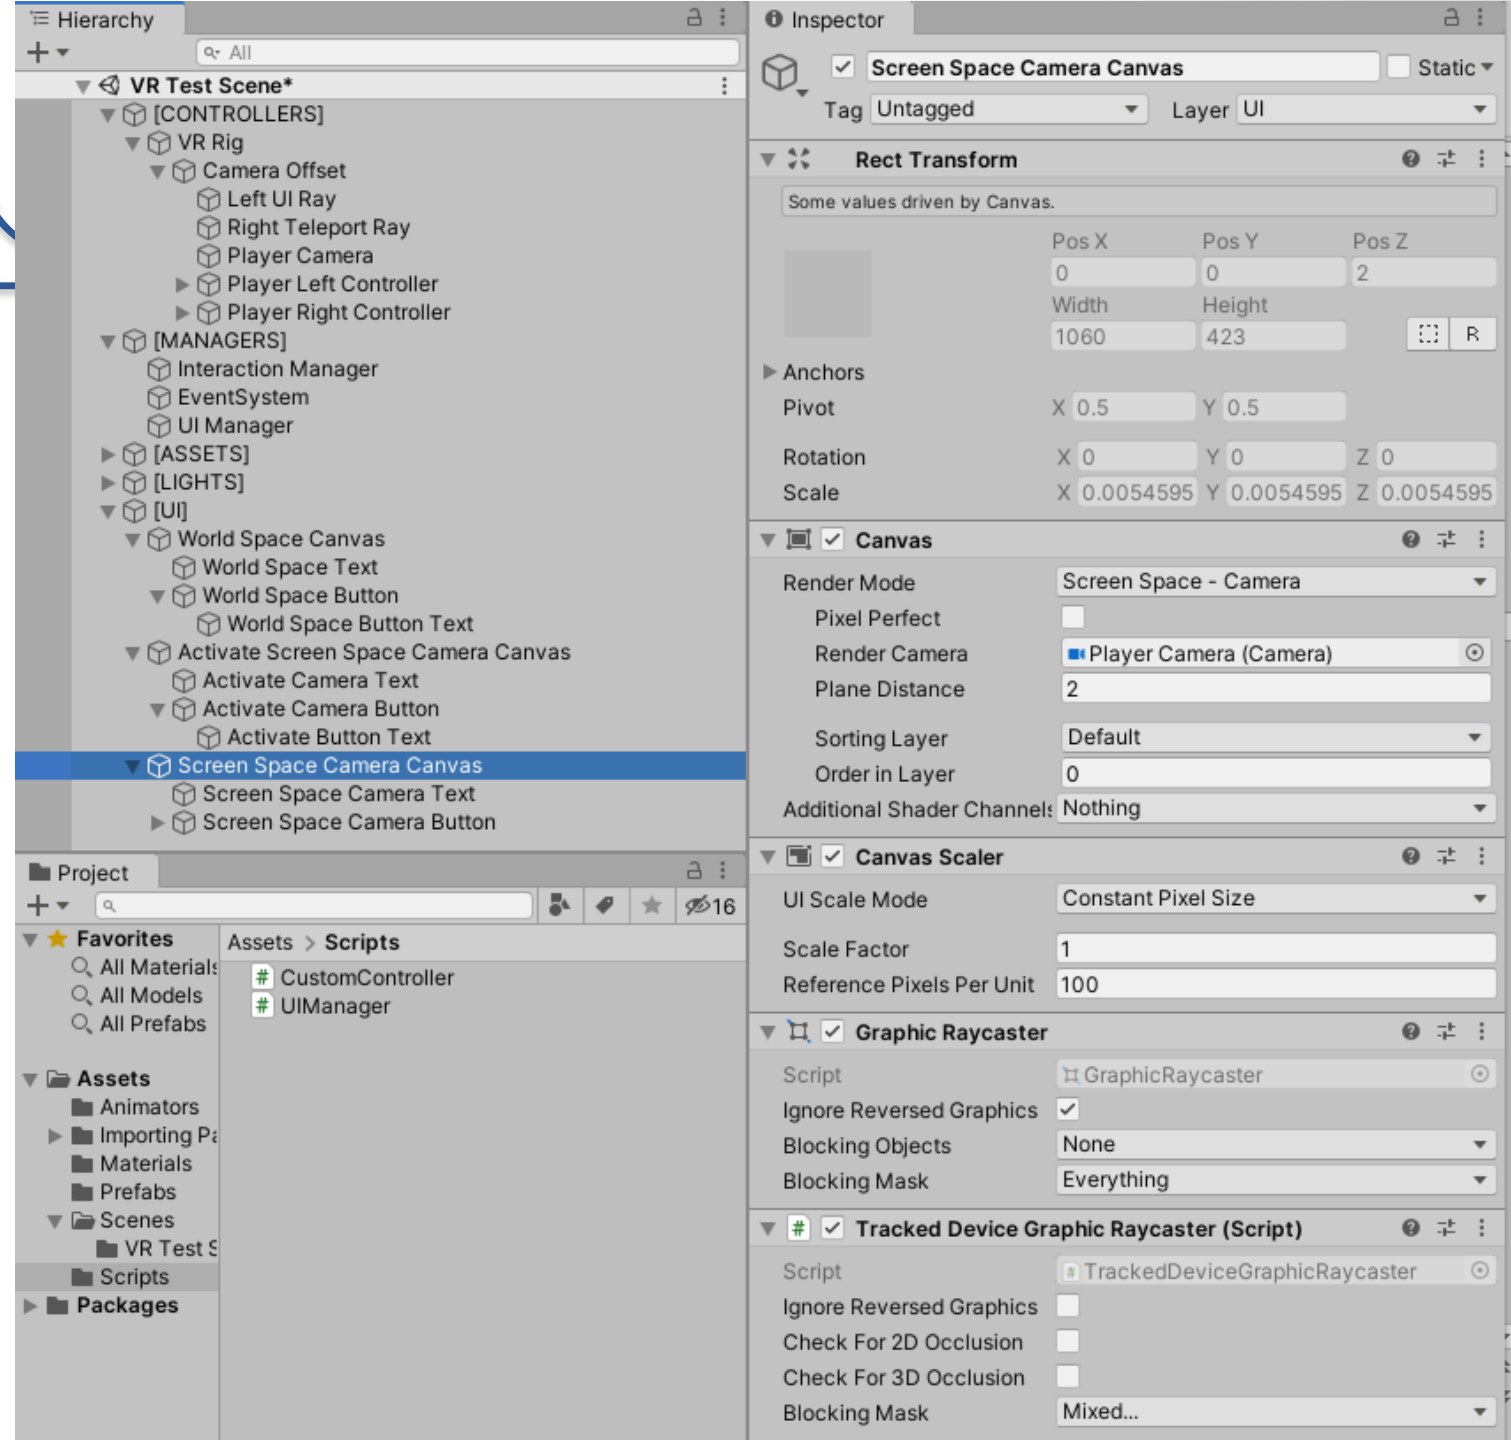 Hierarchy
All
VR Test Scene*
[CONTROLLERS]
VR Rig
Camera Offset
Left UI Ray
Right Teleport Ray
Player Camera
Player Left Controller
Player Right Controller
[MANAGERS]
Interaction Manager
EventSystem
UI Manager
[ASSETS]
[LIGHTS]
[UI]
World Space Canvas
World Space Text
World Space Button
World Space Button Text
Activate Screen Space Camera Canvas
Activate Camera Text
Activate Camera Button
Activate Button Text
Screen Space Camera Canvas
Screen Space Camera Text
Screen Space Camera Button
Project
16
Favorites
All Materials
All Models
All Prefabs
Assets
Animators
Importing Pa
Materials
Prefabs
Scenes
VR Test S
Scripts
Packages
Assets > Scripts
# CustomController
# UIManager
Inspector
Screen Space Camera Canvas Static
Tag Untagged Layer UI
Rect Transform
Some values driven by Canvas.
Pos X Pos Y Pos Z
0 0 2
Width Height
1060 423 R
Anchors
Pivot X 0.5 Y 0.5
Rotation X 0 Y 0 Z 0
Scale X 0.0054595 Y 0.0054595 Z 0.0054595
Canvas
Render Mode Screen Space - Camera
Pixel Perfect
Render Camera Player Camera (Camera)
Plane Distance 2
Sorting Layer Default
Order in Layer 0
Additional Shader Channels Nothing
Canvas Scaler
UI Scale Mode Constant Pixel Size
Scale Factor 1
Reference Pixels Per Unit 100
Graphic Raycaster
Script GraphicRaycaster
Ignore Reversed Graphics
Blocking Objects None
Blocking Mask Everything
# Tracked Device Graphic Raycaster (Script)
Script # TrackedDeviceGraphicRaycaster
Ignore Reversed Graphics
Check For 2D Occlusion
Check For 3D Occlusion
Blocking Mask Mixed...